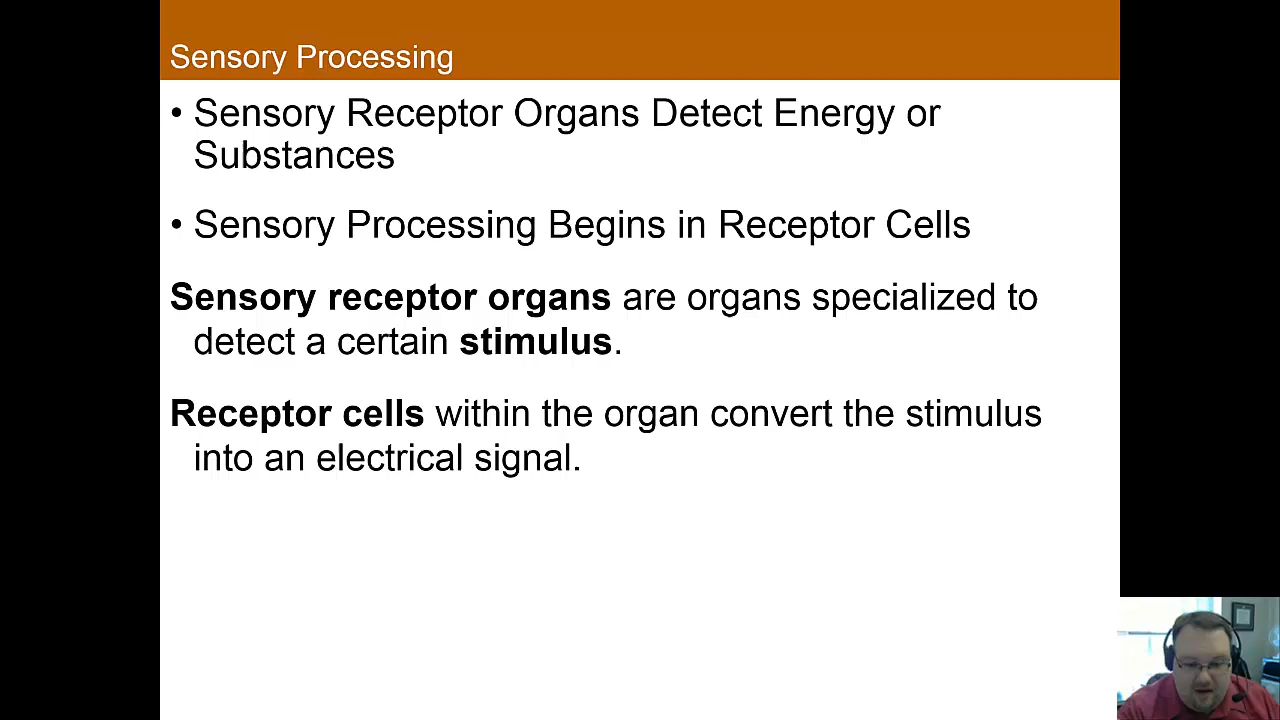 Sensory Processing
• Sensory Receptor Organs Detect Energy or
Substances
• Sensory Processing Begins in Receptor Cells
Sensory receptor organs are organs specialized to
detect a certain stimulus.
Receptor cells within the organ convert the stimulus
into an electrical signal.